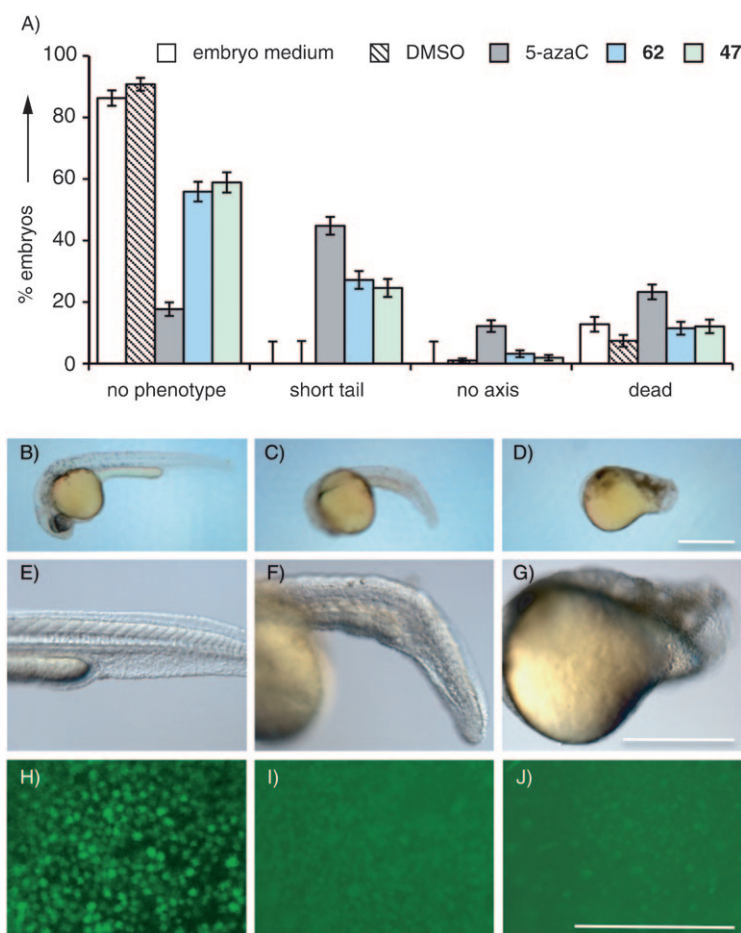 A)
embryo medium DMSO 5-azaC 62 47
100
80
60
40
20
0
% embryos
no phenotype short tail no axis dead
B) C) D)
E) F) G)
H) I) J)